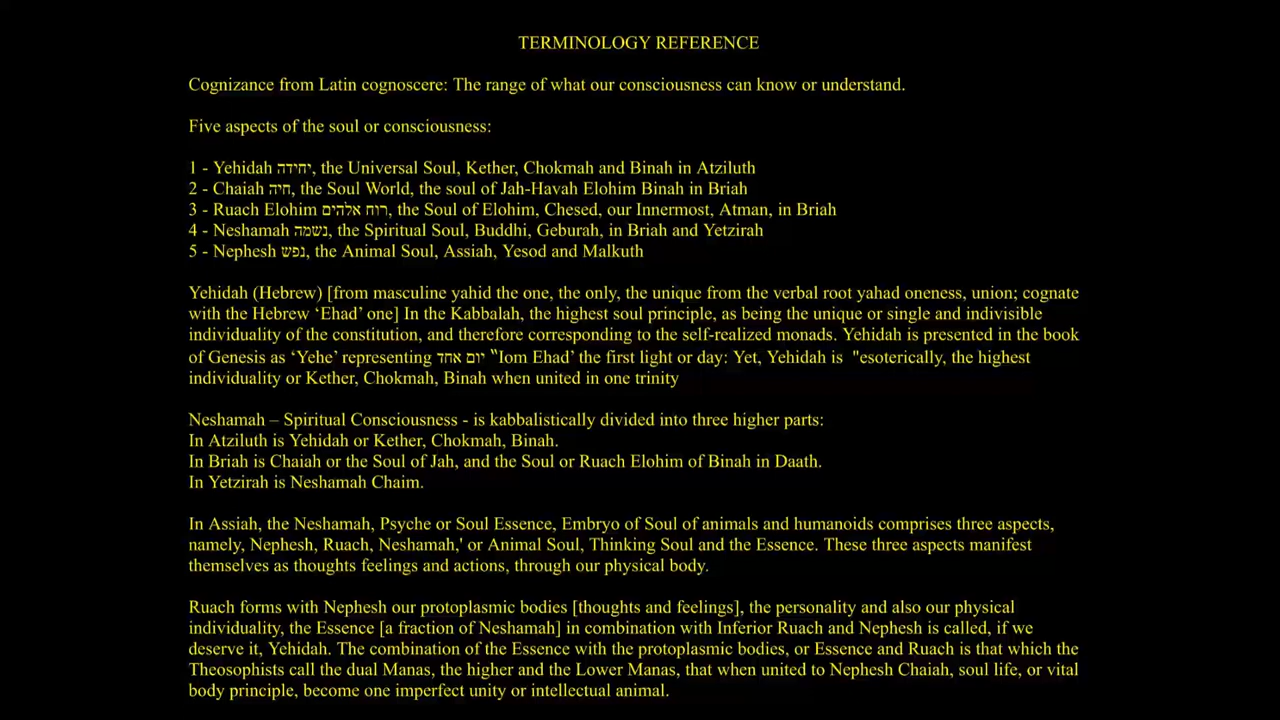 TERMINOLOGY REFERENCE
Cognizance from Latin cognoscere: The range of what our consciousness can know or understand.
Five aspects of the soul or consciousness:
1 - Yehidah יחידה, the Universal Soul, Kether, Chokmah and Binah in Atziluth
2 - Chaiah חיה, the Soul World, the soul of Jah-Havah Elohim Binah in Briah
3 - Ruach Elohim רוח אלהים, the Soul of Elohim, Chesed, our Innermost, Atman, in Briah
4 - Neshamah נשמה, the Spiritual Soul, Buddhi, Geburah, in Briah and Yetzirah
5 - Nephesh נפש, the Animal Soul, Assiah, Yesod and Malkuth
Yehidah (Hebrew) [from masculine yahid the one, the only, the unique from the verbal root yahad oneness, union; cognate
with the Hebrew ‘Ehad’ one] In the Kabbalah, the highest soul principle, as being the unique or single and indivisible
individuality of the constitution, and therefore corresponding to the self-realized monads. Yehidah is presented in the book
of Genesis as ‘Yehe’ representing יום אחד “Iom Ehad’ the first light or day: Yet, Yehidah is "esoterically, the highest
individuality or Kether, Chokmah, Binah when united in one trinity
Neshamah – Spiritual Consciousness - is kabbalistically divided into three higher parts:
In Atziluth is Yehidah or Kether, Chokmah, Binah.
In Briah is Chaiah or the Soul of Jah, and the Soul or Ruach Elohim of Binah in Daath.
In Yetzirah is Neshamah Chaim.
In Assiah, the Neshamah, Psyche or Soul Essence, Embryo of Soul of animals and humanoids comprises three aspects,
namely, Nephesh, Ruach, Neshamah,' or Animal Soul, Thinking Soul and the Essence. These three aspects manifest
themselves as thoughts feelings and actions, through our physical body.
Ruach forms with Nephesh our protoplasmic bodies [thoughts and feelings], the personality and also our physical
individuality, the Essence [a fraction of Neshamah] in combination with Inferior Ruach and Nephesh is called, if we
deserve it, Yehidah. The combination of the Essence with the protoplasmic bodies, or Essence and Ruach is that which the
Theosophists call the dual Manas, the higher and the Lower Manas, that when united to Nephesh Chaiah, soul life, or vital
body principle, become one imperfect unity or intellectual animal.